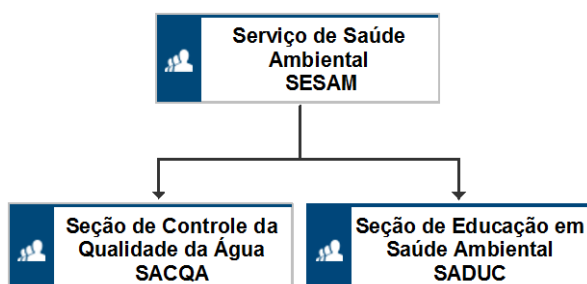 Serviço de Saúde
Ambiental
SESAM
Seção de Controle da
Qualidade da Água
SACQA
Seção de Educação em
Saúde Ambiental
SADUC